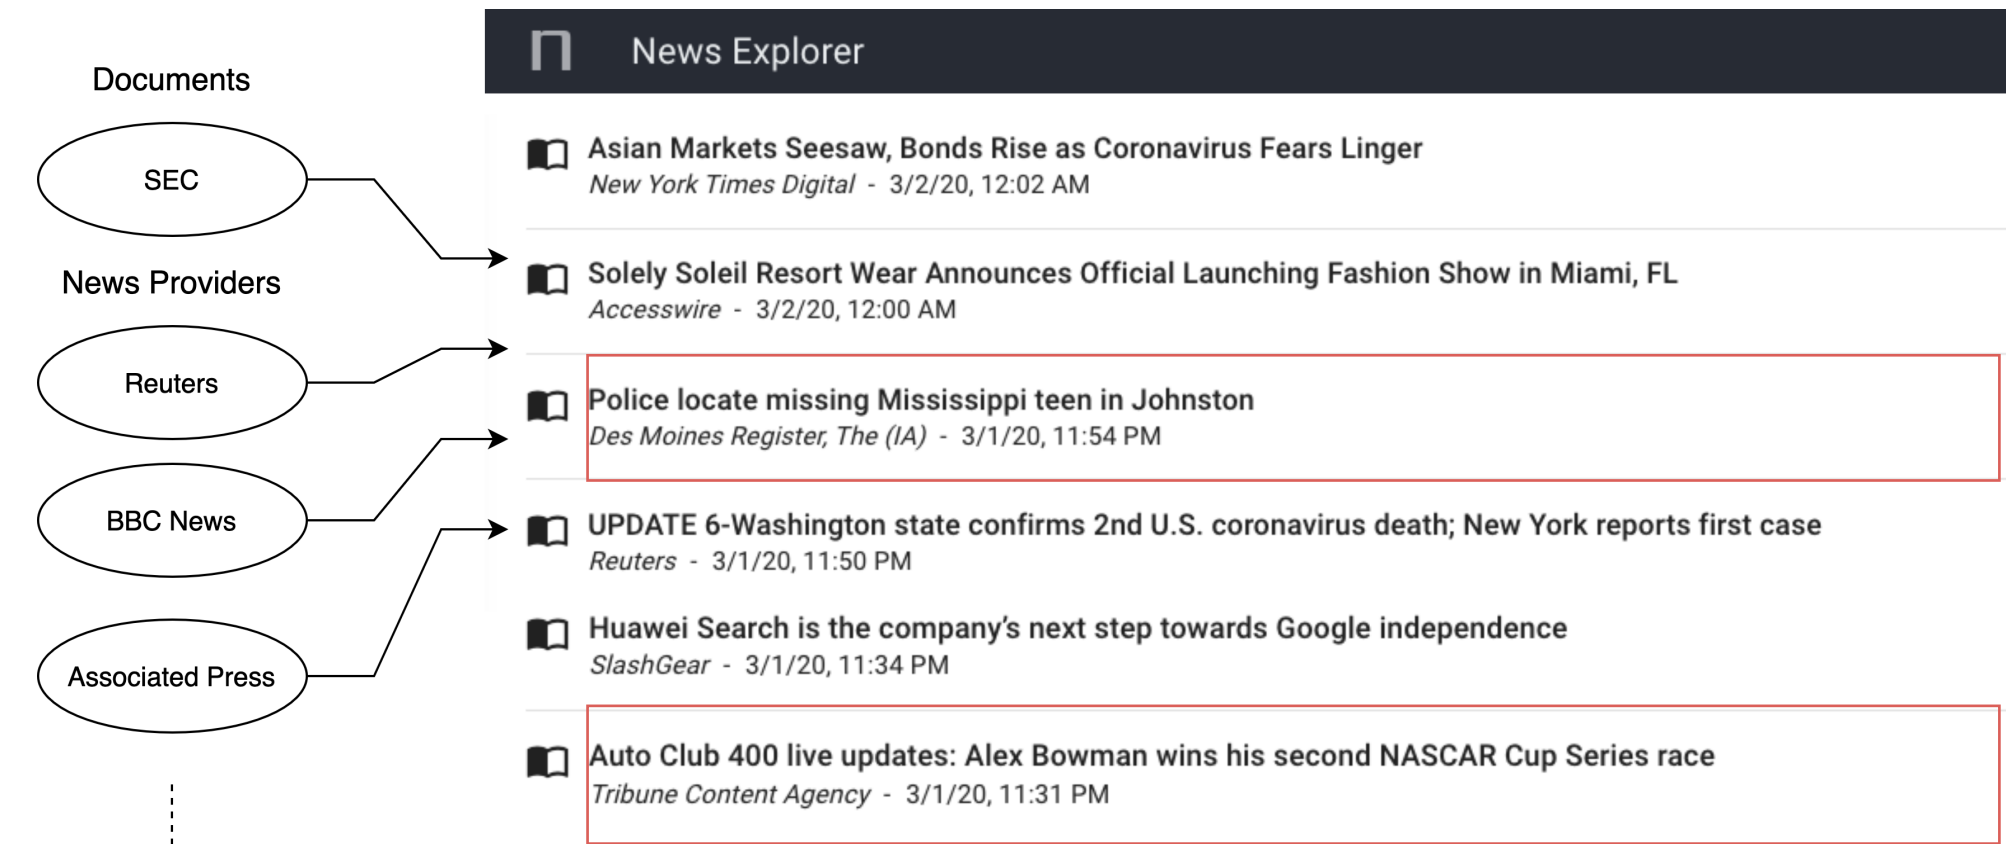 Documents
SEC
News Providers
Reuters
BBC News
Associated Press
News Explorer
Asian Markets Seesaw, Bonds Rise as Coronavirus Fears Linger
New York Times Digital - 3/2/20, 12:02 AM
Solely Soleil Resort Wear Announces Official Launching Fashion Show in Miami, FL
Accesswire - 3/2/20, 12:00 AM
Police locate missing Mississippi teen in Johnston
Des Moines Register, The (IA) - 3/1/20, 11:54 PM
UPDATE 6-Washington state confirms 2nd U.S. coronavirus death; New York reports first case
Reuters - 3/1/20, 11:50 PM
Huawei Search is the company’s next step towards Google independence
SlashGear - 3/1/20, 11:34 PM
Auto Club 400 live updates: Alex Bowman wins his second NASCAR Cup Series race
Tribune Content Agency - 3/1/20, 11:31 PM